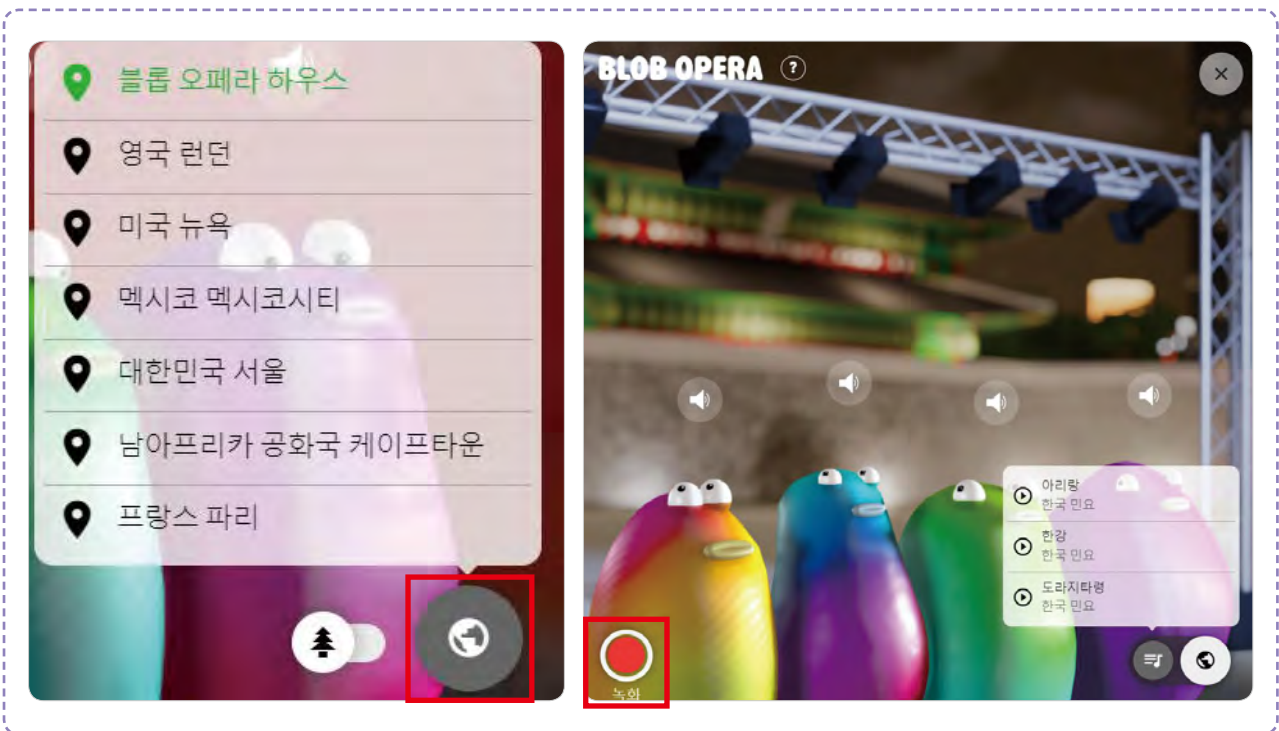 블롭 오페라 하우스
영국 런던
미국 뉴욕
멕시코 멕시코시티
대한민국 서울
남아프리카 공화국 케이프타운
프랑스 파리
BLOB OPERA ?
아리랑
한국 민요
한강
한국 민요
도라지타령
한국 민요
녹화